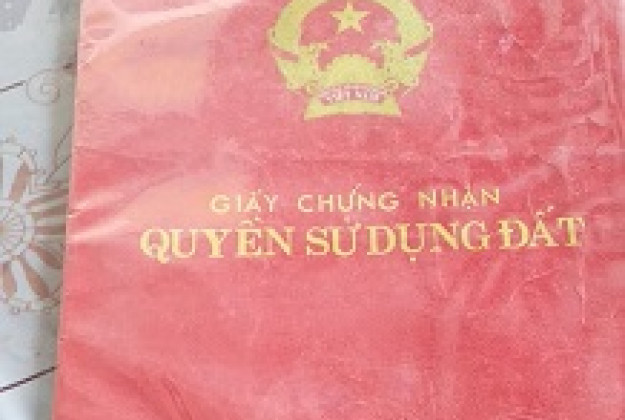 GIẤY CHỨNG NHẬN
QUYỀN SỬ DỤNG ĐẤT